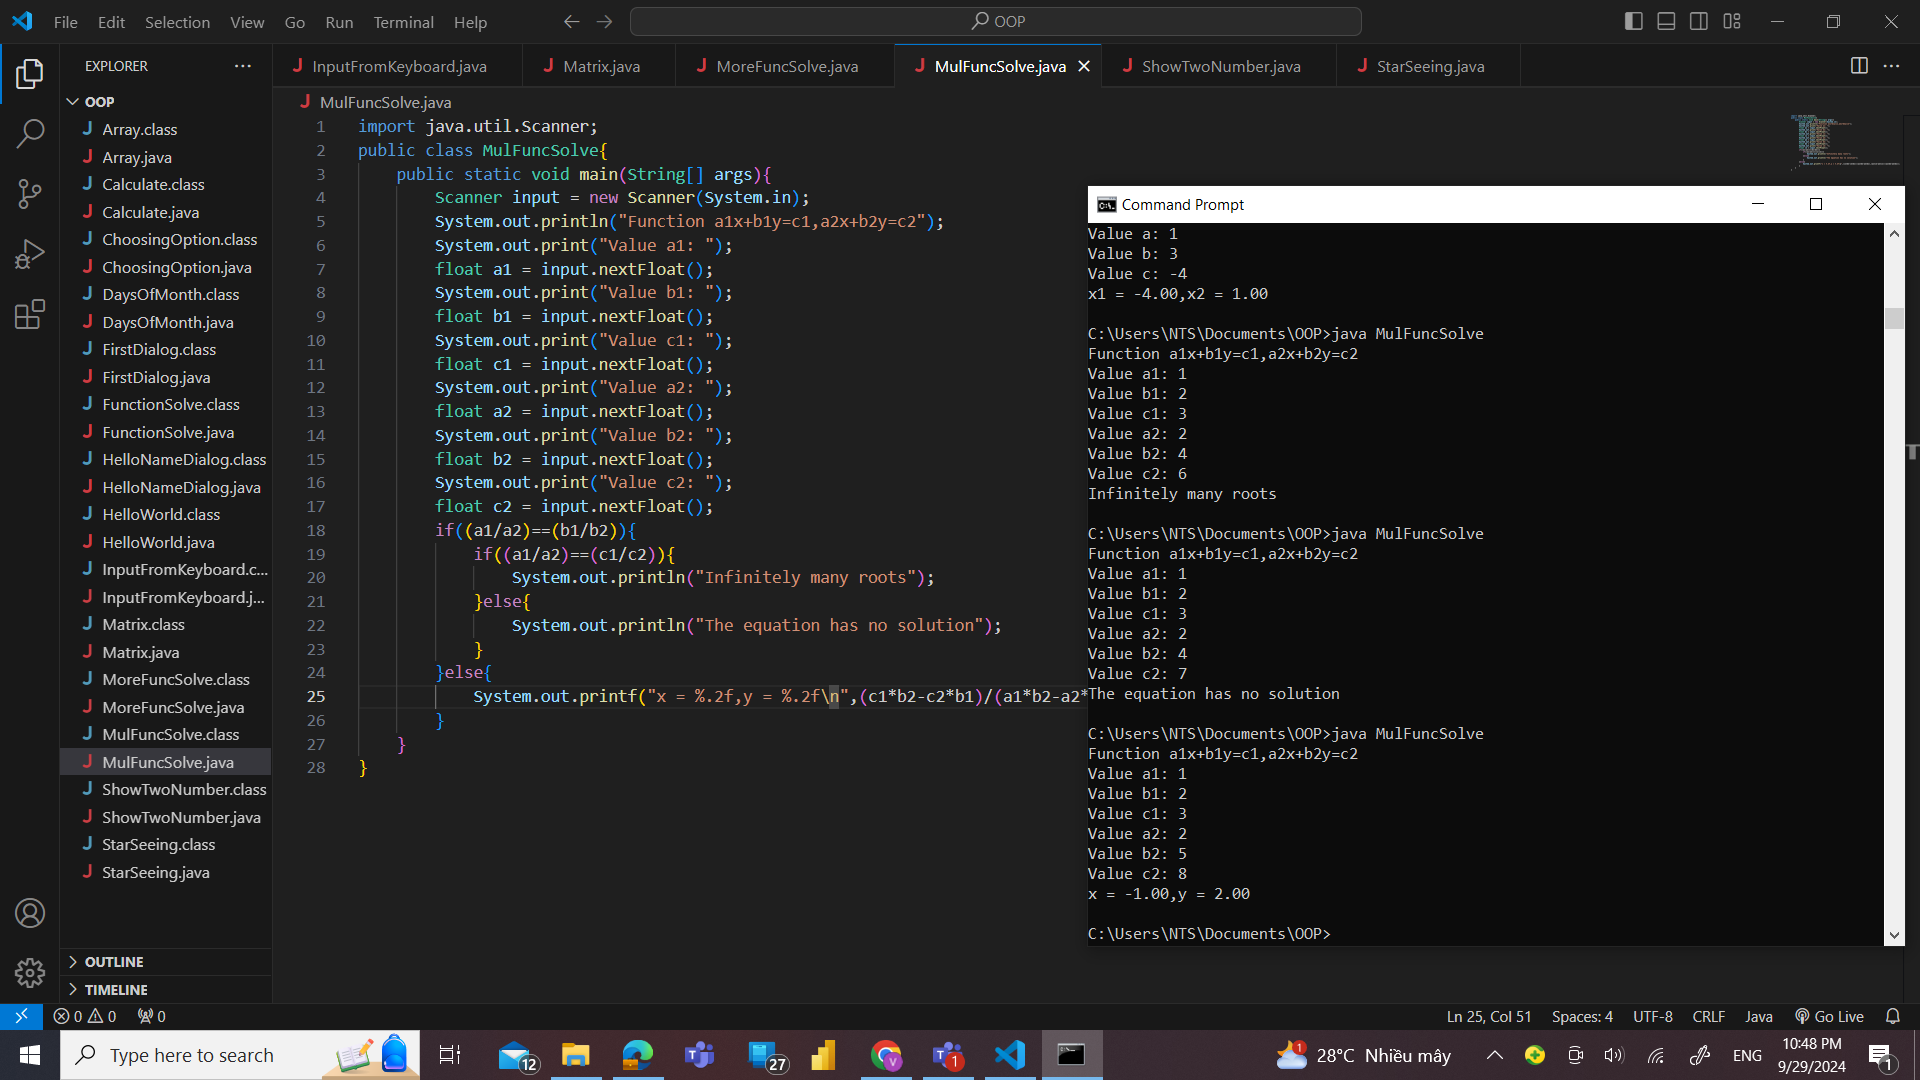 File Edit Selection View Go Run Terminal Help
OOP
EXPLORER
InputFromKeyboard.java
Matrix.java
MoreFuncSolve.java
MulFuncSolve.java
ShowTwoNumber.java
StarSeeing.java
OOP
Array.class
Array.java
Calculate.class
Calculate.java
ChoosingOption.class
ChoosingOption.java
DaysOfMonth.class
DaysOfMonth.java
FirstDialog.class
FirstDialog.java
FunctionSolve.class
FunctionSolve.java
HelloNameDialog.class
HelloNameDialog.java
HelloWorld.class
HelloWorld.java
InputFromKeyboard.c...
InputFromKeyboard.j...
Matrix.class
Matrix.java
MoreFuncSolve.class
MoreFuncSolve.java
MulFuncSolve.class
MulFuncSolve.java
ShowTwoNumber.class
ShowTwoNumber.java
StarSeeing.class
StarSeeing.java
OUTLINE
TIMELINE
MulFuncSolve.java
1 import java.util.Scanner;
2 public class MulFuncSolve{
3 public static void main(String[] args){
4 Scanner input = new Scanner(System.in);
5 System.out.println("Function a1x+b1y=c1,a2x+b2y=c2");
6 System.out.print("Value a1: ");
7 float a1 = input.nextFloat();
8 System.out.print("Value b1: ");
9 float b1 = input.nextFloat();
10 System.out.print("Value c1: ");
11 float c1 = input.nextFloat();
12 System.out.print("Value a2: ");
13 float a2 = input.nextFloat();
14 System.out.print("Value b2: ");
15 float b2 = input.nextFloat();
16 System.out.print("Value c2: ");
17 float c2 = input.nextFloat();
18 if((a1/a2)==(b1/b2)){
19 if((a1/a2)==(c1/c2)){
20 System.out.println("Infinitely many roots");
21 }else{
22 System.out.println("The equation has no solution");
23 }
24 }else{
25 System.out.printf("x = %.2f,y = %.2f\n",(c1*b2-c2*b1)/(a1*b2-a2*
26 }
27 }
28 }
Command Prompt
Value a: 1
Value b: 3
Value c: -4
x1 = -4.00,x2 = 1.00
C:\Users\NTS\Documents\OOP>java MulFuncSolve
Function a1x+b1y=c1,a2x+b2y=c2
Value a1: 1
Value b1: 2
Value c1: 3
Value a2: 2
Value b2: 4
Value c2: 6
Infinitely many roots
C:\Users\NTS\Documents\OOP>java MulFuncSolve
Function a1x+b1y=c1,a2x+b2y=c2
Value a1: 1
Value b1: 2
Value c1: 3
Value a2: 2
Value b2: 4
Value c2: 7
The equation has no solution
C:\Users\NTS\Documents\OOP>java MulFuncSolve
Function a1x+b1y=c1,a2x+b2y=c2
Value a1: 1
Value b1: 2
Value c1: 3
Value a2: 2
Value b2: 5
Value c2: 8
x = -1.00,y = 2.00
C:\Users\NTS\Documents\OOP>
0 0 0
Ln 25, Col 51 Spaces: 4 UTF-8 CRLF Java Go Live
Type here to search
12
27
1
1
28°C Nhiều mây
ENG
10:48 PM
9/29/2024
1